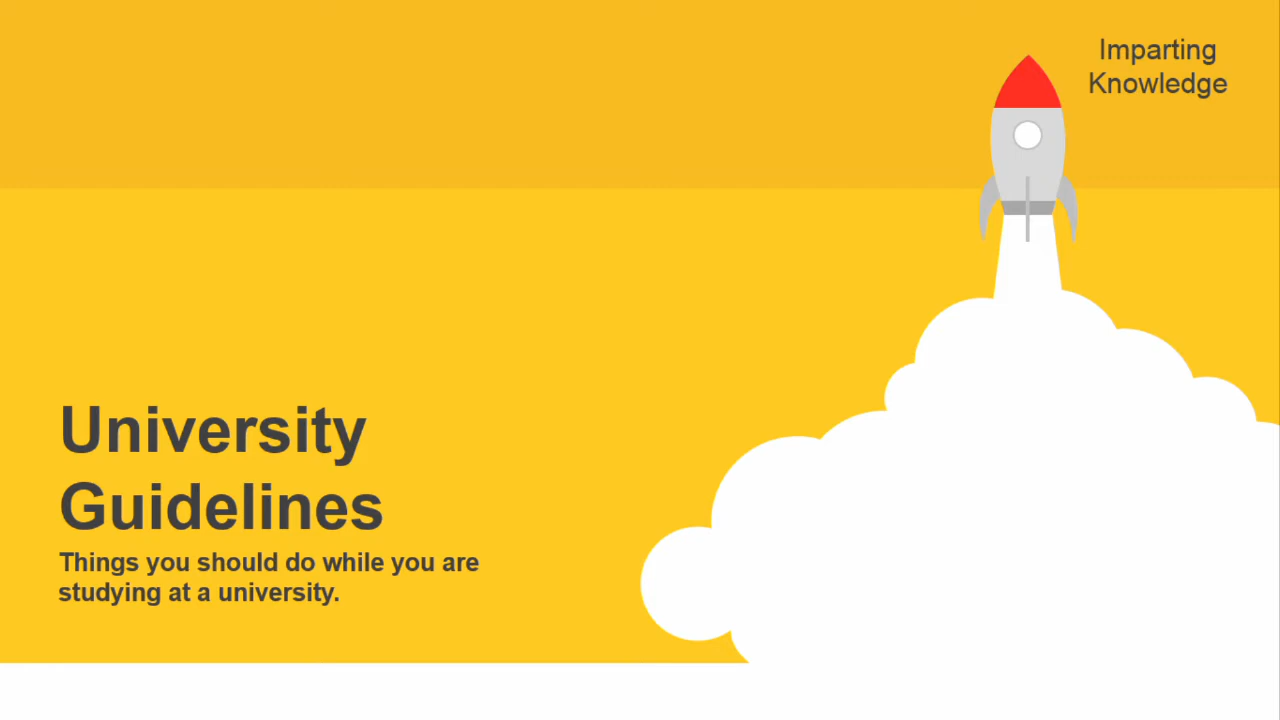 Imparting
Knowledge
University
Guidelines
Things you should do while you are
studying at a university.